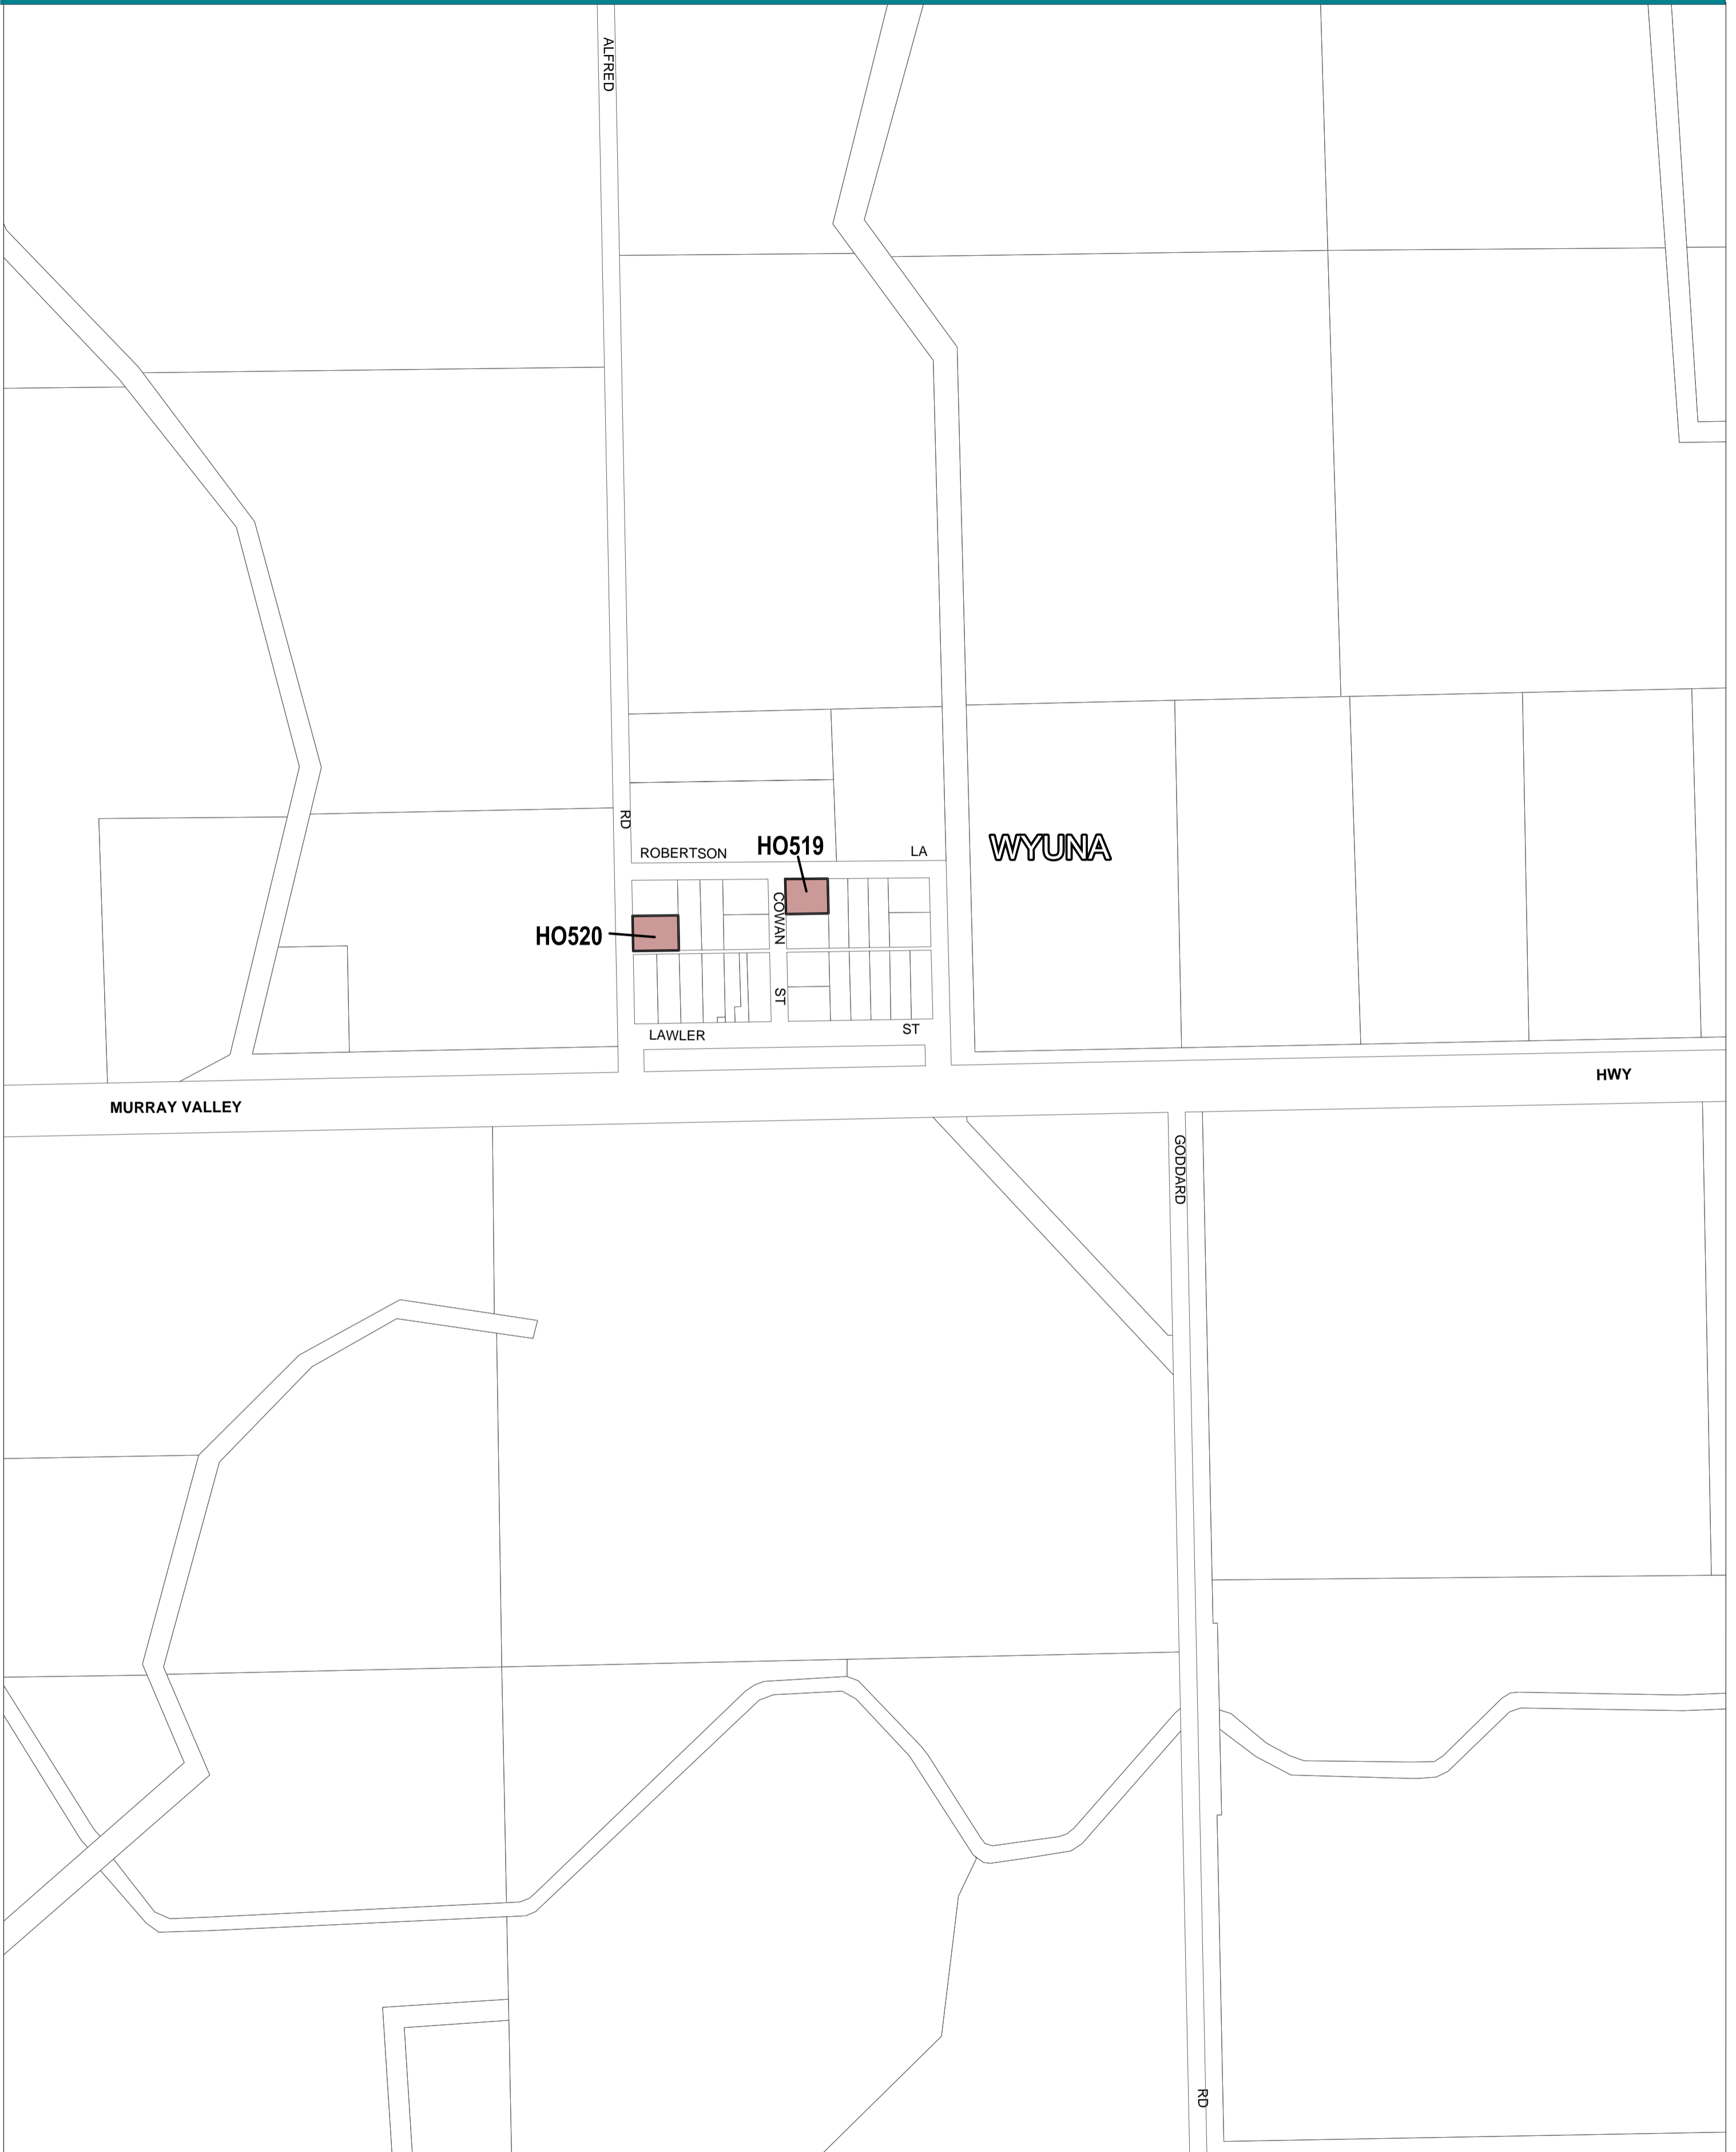 ALFRED
RD
ROBERTSON
HO519
LA
WYUNA
COWAN
HO520
ST
LAWLER
ST
HWY
MURRAY VALLEY
GODDARD
RD